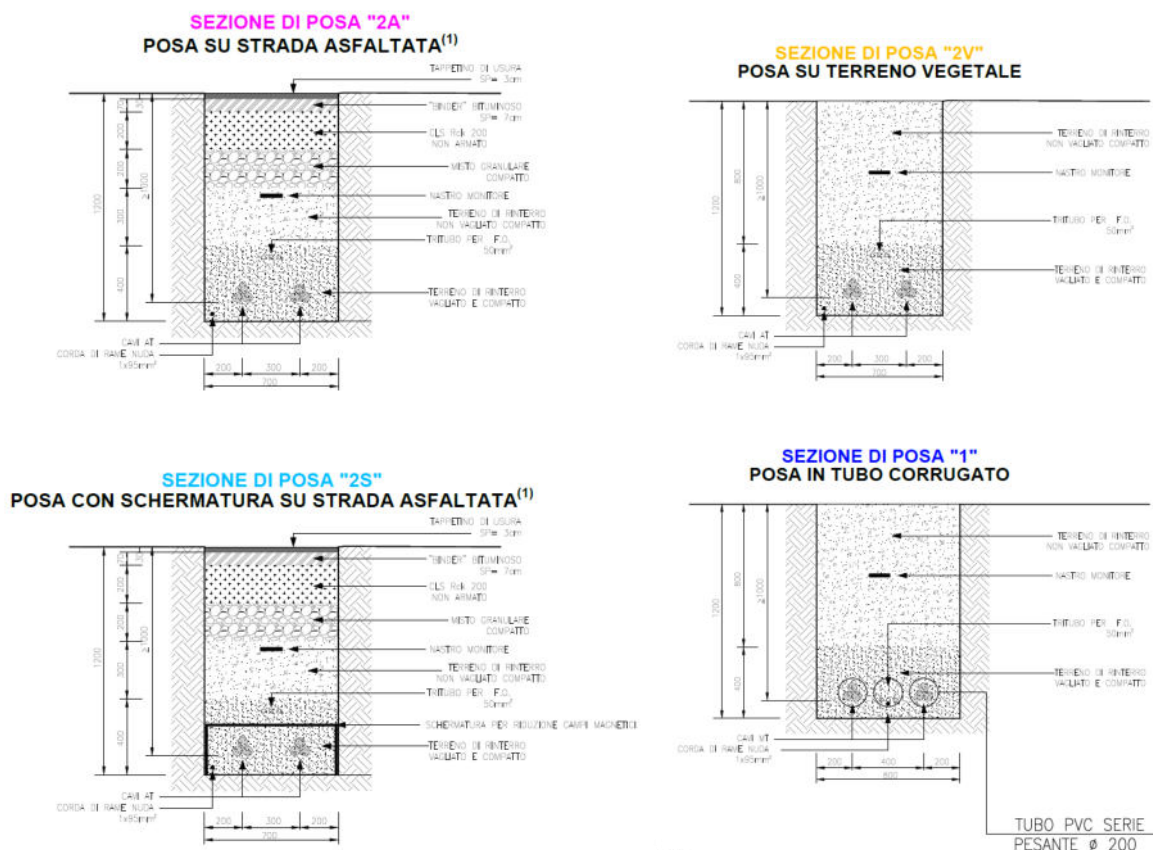 SEZIONE DI POSA "2A"
POSA SU STRADA ASFALTATA(1)
TAPPETINO DI USURA
SP= 3cm
"BINDER" BITUMINOSO
SP= 7cm
CLS Rck 200
NON ARMATO
MISTO GRANULARE
COMPATTO
NASTRO MONITORE
TERRENO DI RINTERRO
NON VAGLIATO COMPATTO
TRITUBO PER F.O.
50mm²
TERRENO DI RINTERRO
VAGLIATO E COMPATTO
CAVI AT
CORDA DI RAME NUDA
1x95mm²
30
70
200
200
300
400
1200
≥1000
200 300 200
700
SEZIONE DI POSA "2V"
POSA SU TERRENO VEGETALE
TERRENO DI RINTERRO
NON VAGLIATO COMPATTO
NASTRO MONITORE
TRITUBO PER F.O.
50mm²
TERRENO DI RINTERRO
VAGLIATO E COMPATTO
CAVI AT
CORDA DI RAME NUDA
1x95mm²
800
400
1200
≥1000
200 300 200
700
SEZIONE DI POSA "2S"
POSA CON SCHERMATURA SU STRADA ASFALTATA(1)
TAPPETINO DI USURA
SP= 3cm
"BINDER" BITUMINOSO
SP= 7cm
CLS Rck 200
NON ARMATO
MISTO GRANULARE
COMPATTO
NASTRO MONITORE
TERRENO DI RINTERRO
NON VAGLIATO COMPATTO
TRITUBO PER F.O.
50mm²
SCHERMATURA PER RIDUZIONE CAMPI MAGNETICI
TERRENO DI RINTERRO
VAGLIATO E COMPATTO
CAVI AT
CORDA DI RAME NUDA
1x95mm²
30
70
200
200
300
400
1200
≥1000
200 300 200
700
SEZIONE DI POSA "1"
POSA IN TUBO CORRUGATO
TERRENO DI RINTERRO
NON VAGLIATO COMPATTO
NASTRO MONITORE
TRITUBO PER F.O.
50mm²
TERRENO DI RINTERRO
VAGLIATO E COMPATTO
CAVI MT
CORDA DI RAME NUDA
1x95mm²
800
400
1200
≥1000
200 400 200
800
TUBO PVC SERIE
PESANTE Ø 200